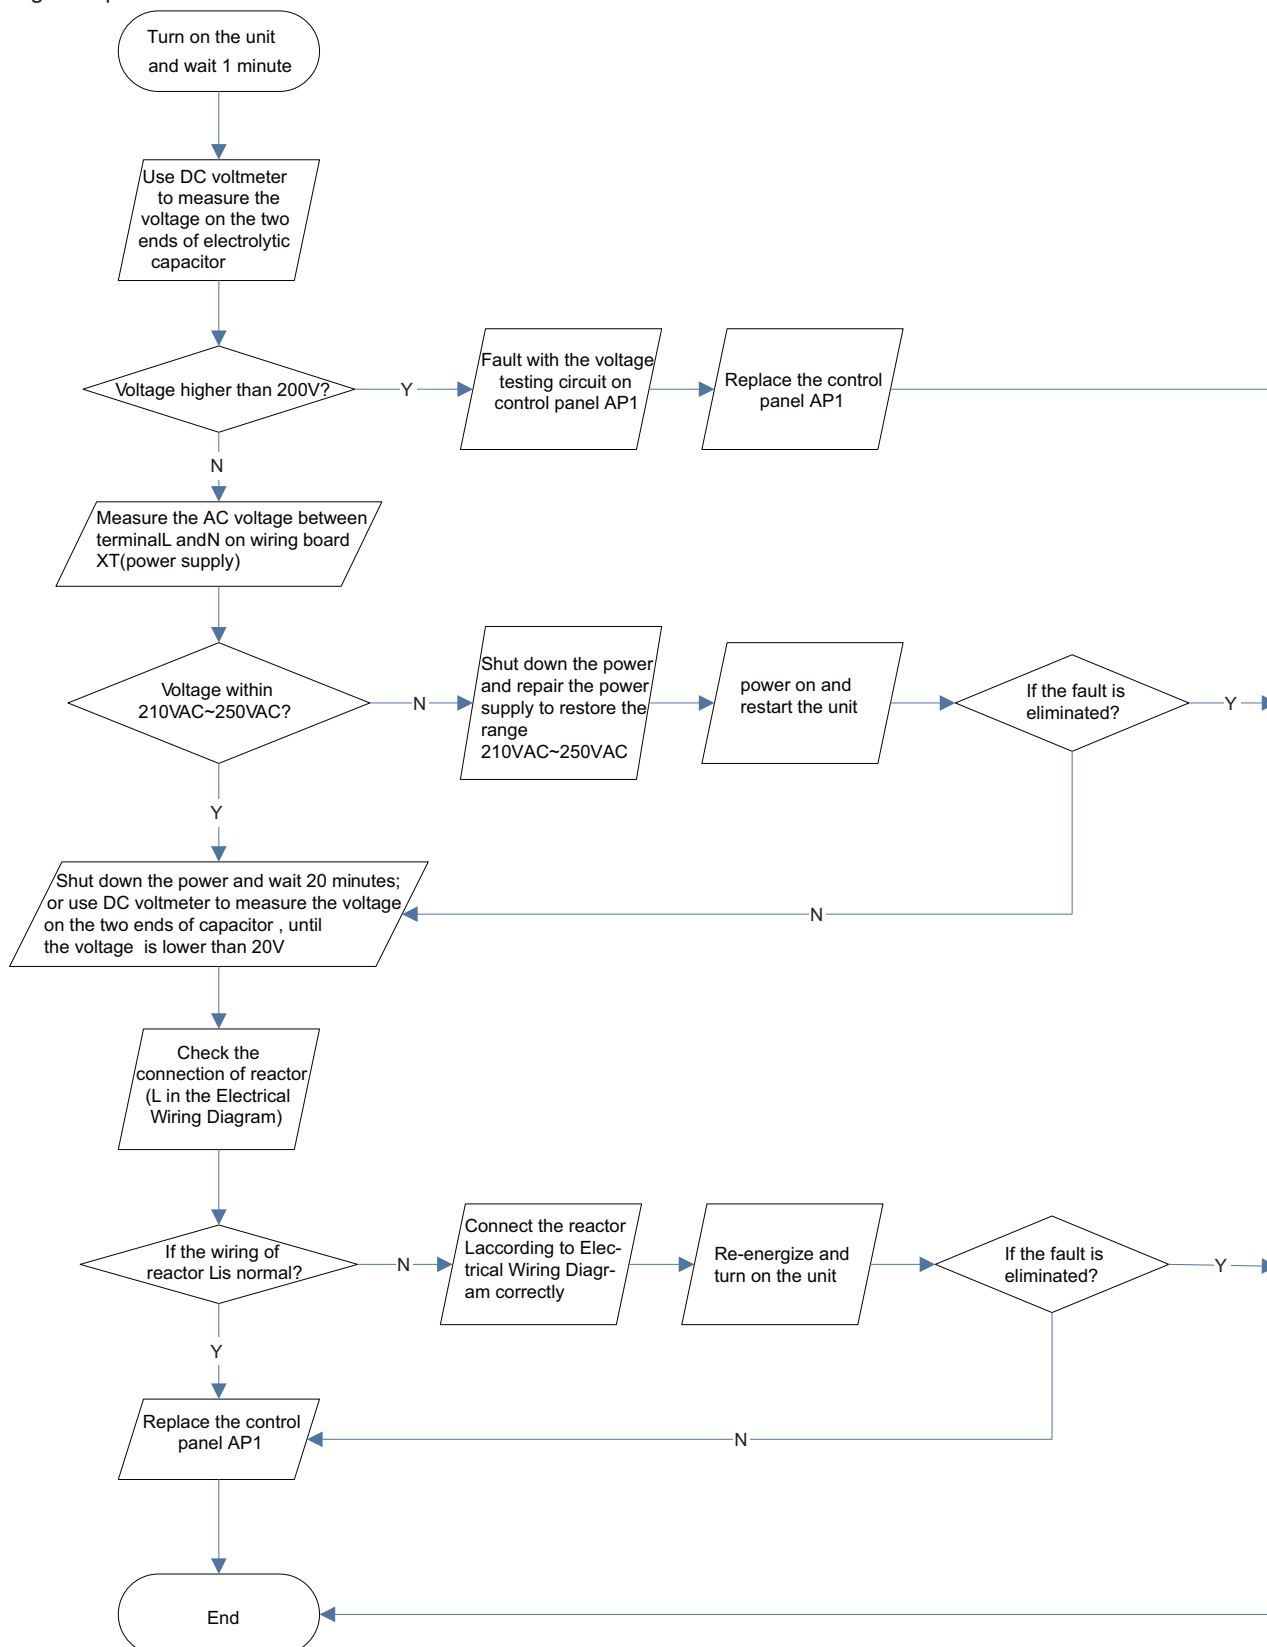 Turn on the unit
and wait 1 minute
Use DC voltmeter
to measure the
voltage on the two
ends of electrolytic
capacitor
Voltage higher than 200V?
Y
Fault with the voltage
testing circuit on
control panel AP1
Replace the control
panel AP1
N
Measure the AC voltage between
terminalL andN on wiring board
XT(power supply)
Voltage within
210VAC~250VAC?
N
Shut down the power
and repair the power
supply to restore the
range
210VAC~250VAC
power on and
restart the unit
If the fault is
eliminated?
Y
Y
Shut down the power and wait 20 minutes;
or use DC voltmeter to measure the voltage
on the two ends of capacitor , until
the voltage is lower than 20V
N
Check the
connection of reactor
(L in the Electrical
Wiring Diagram)
If the wiring of
reactor Lis normal?
N
Connect the reactor
Laccording to Elec-
trical Wiring Diagr-
am correctly
Re-energize and
turn on the unit
If the fault is
eliminated?
Y
Y
Replace the control
panel AP1
N
End